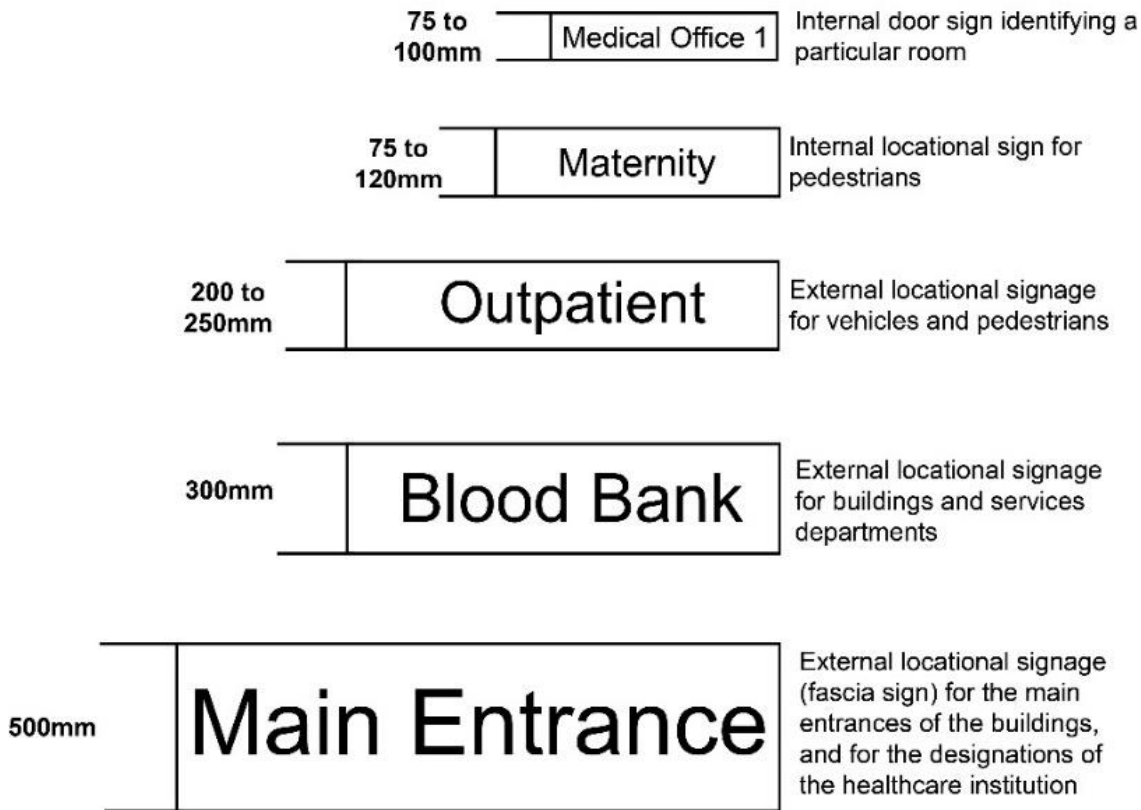 75 to
100mm
Medical Office 1
Internal door sign identifying a
particular room
75 to
120mm
Maternity
Internal locational sign for
pedestrians
200 to
250mm
Outpatient
External locational signage
for vehicles and pedestrians
300mm
Blood Bank
External locational signage
for buildings and services
departments
500mm
Main Entrance
External locational signage
(fascia sign) for the main
entrances of the buildings,
and for the designations of
the healthcare institution